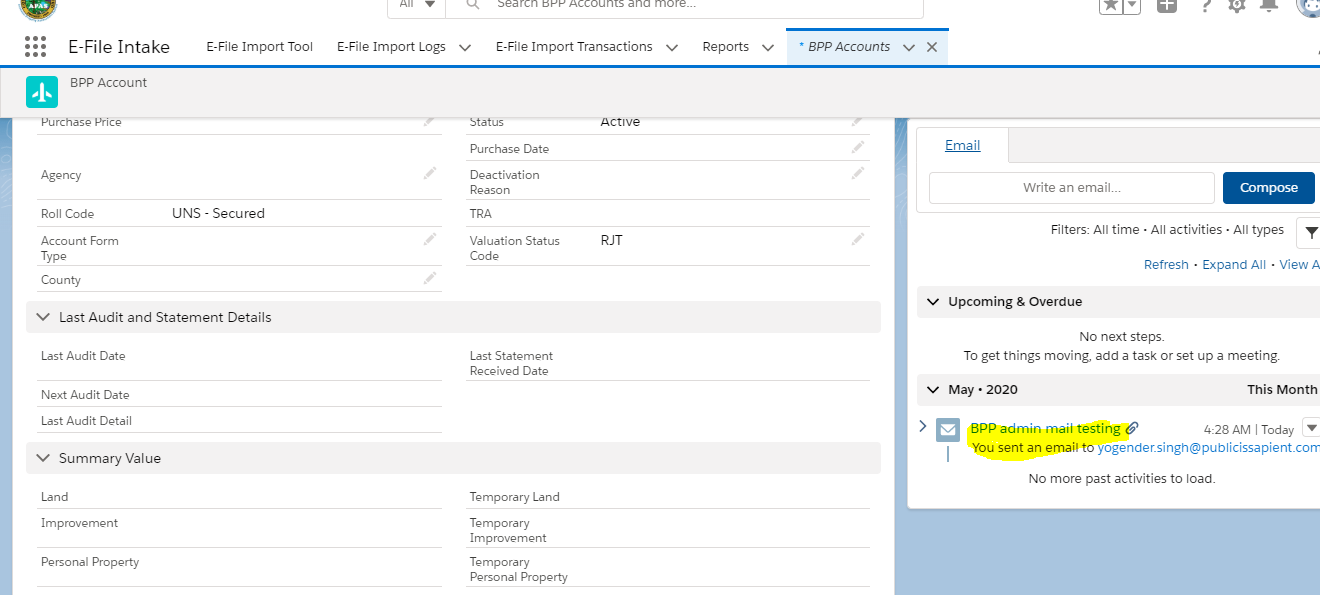 APAS
All
Search BPP Accounts and more...
E-File Intake
E-File Import Tool
E-File Import Logs
E-File Import Transactions
Reports
* BPP Accounts
BPP Account
Purchase Price
Status Active
Purchase Date
Agency
Deactivation
Reason
Roll Code UNS - Secured
TRA
Account Form
Type
Valuation Status RJT
Code
County
Last Audit and Statement Details
Last Audit Date
Last Statement
Received Date
Next Audit Date
Last Audit Detail
Summary Value
Land
Temporary Land
Improvement
Temporary
Improvement
Personal Property
Temporary
Personal Property
Email
Write an email...
Compose
Filters: All time • All activities • All types
Refresh • Expand All • View A
Upcoming & Overdue
No next steps.
To get things moving, add a task or set up a meeting.
May • 2020 This Month
BPP admin mail testing 4:28 AM | Today
You sent an email to yogender.singh@publicissapient.com
No more past activities to load.